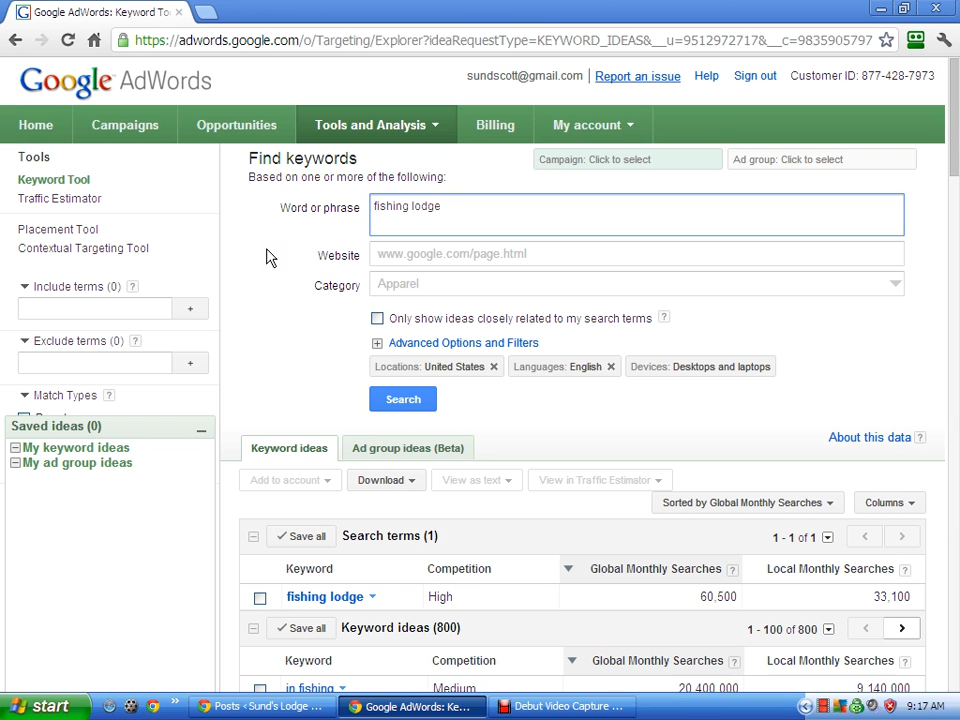 Google AdWords: Keyword To ×
https://adwords.google.com/o/Targeting/Explorer?ideaRequestType=KEYWORD_IDEAS&__u=9512972717&__c=9835905797
Google AdWords
sundscott@gmail.com | Report an issue Help Sign out Customer ID: 877-428-7973
Home Campaigns Opportunities Tools and Analysis Billing My account
Tools
Keyword Tool
Traffic Estimator
Placement Tool
Contextual Targeting Tool
Include terms (0) ?
+
Exclude terms (0) ?
+
Match Types ?
Saved ideas (0)
My keyword ideas
My ad group ideas
Find keywords
Campaign: Click to select Ad group: Click to select
Based on one or more of the following:
Word or phrase fishing lodge
Website www.google.com/page.html
Category Apparel
Only show ideas closely related to my search terms ?
Advanced Options and Filters
Locations: United States × Languages: English × Devices: Desktops and laptops
Search
About this data ?
Keyword ideas Ad group ideas (Beta)
Add to account Download View as text View in Traffic Estimator
Sorted by Global Monthly Searches Columns
Save all Search terms (1) 1 - 1 of 1
Keyword Competition Global Monthly Searches ? Local Monthly Searches ?
fishing lodge High 60,500 33,100
Save all Keyword ideas (800) 1 - 100 of 800
Keyword Competition Global Monthly Searches ? Local Monthly Searches ?
in fishing Medium 20,400,000 9,140,000
start Posts < Sund's Lodge ... Google AdWords: Ke... Debut Video Capture ... 9:17 AM